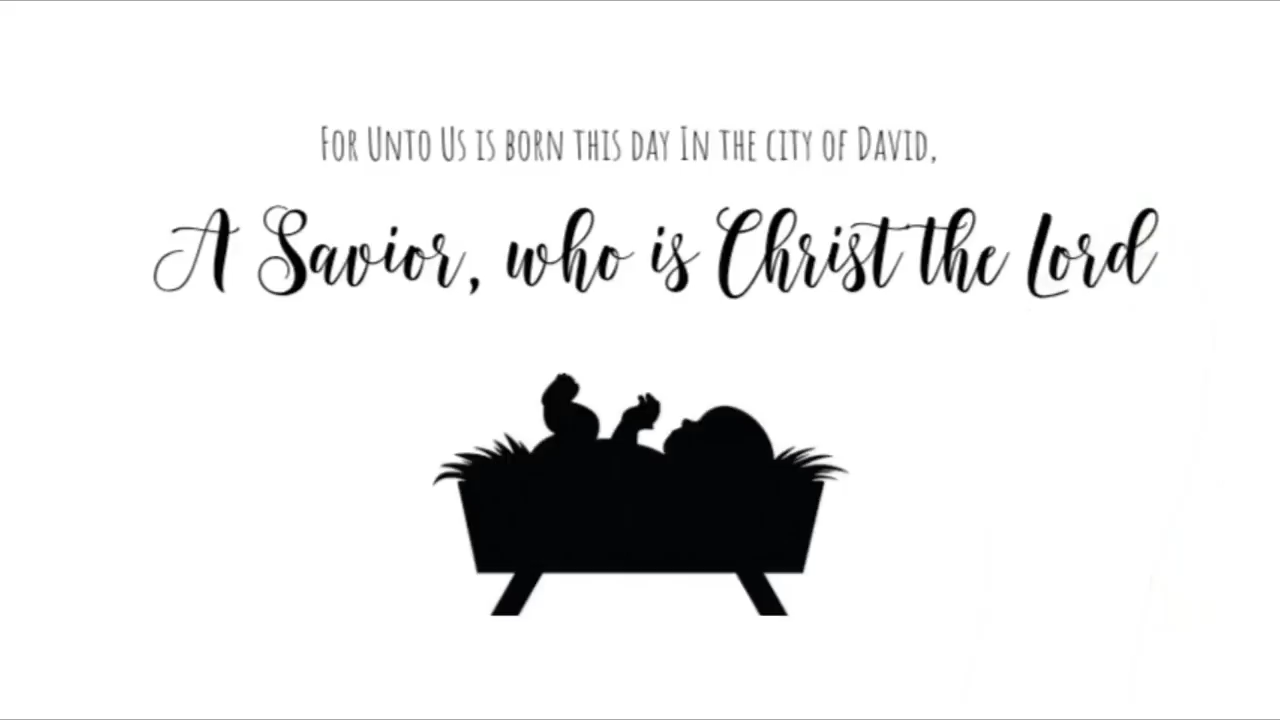 For Unto Us is born this day In the city of David,
A Savior, who is Christ the Lord